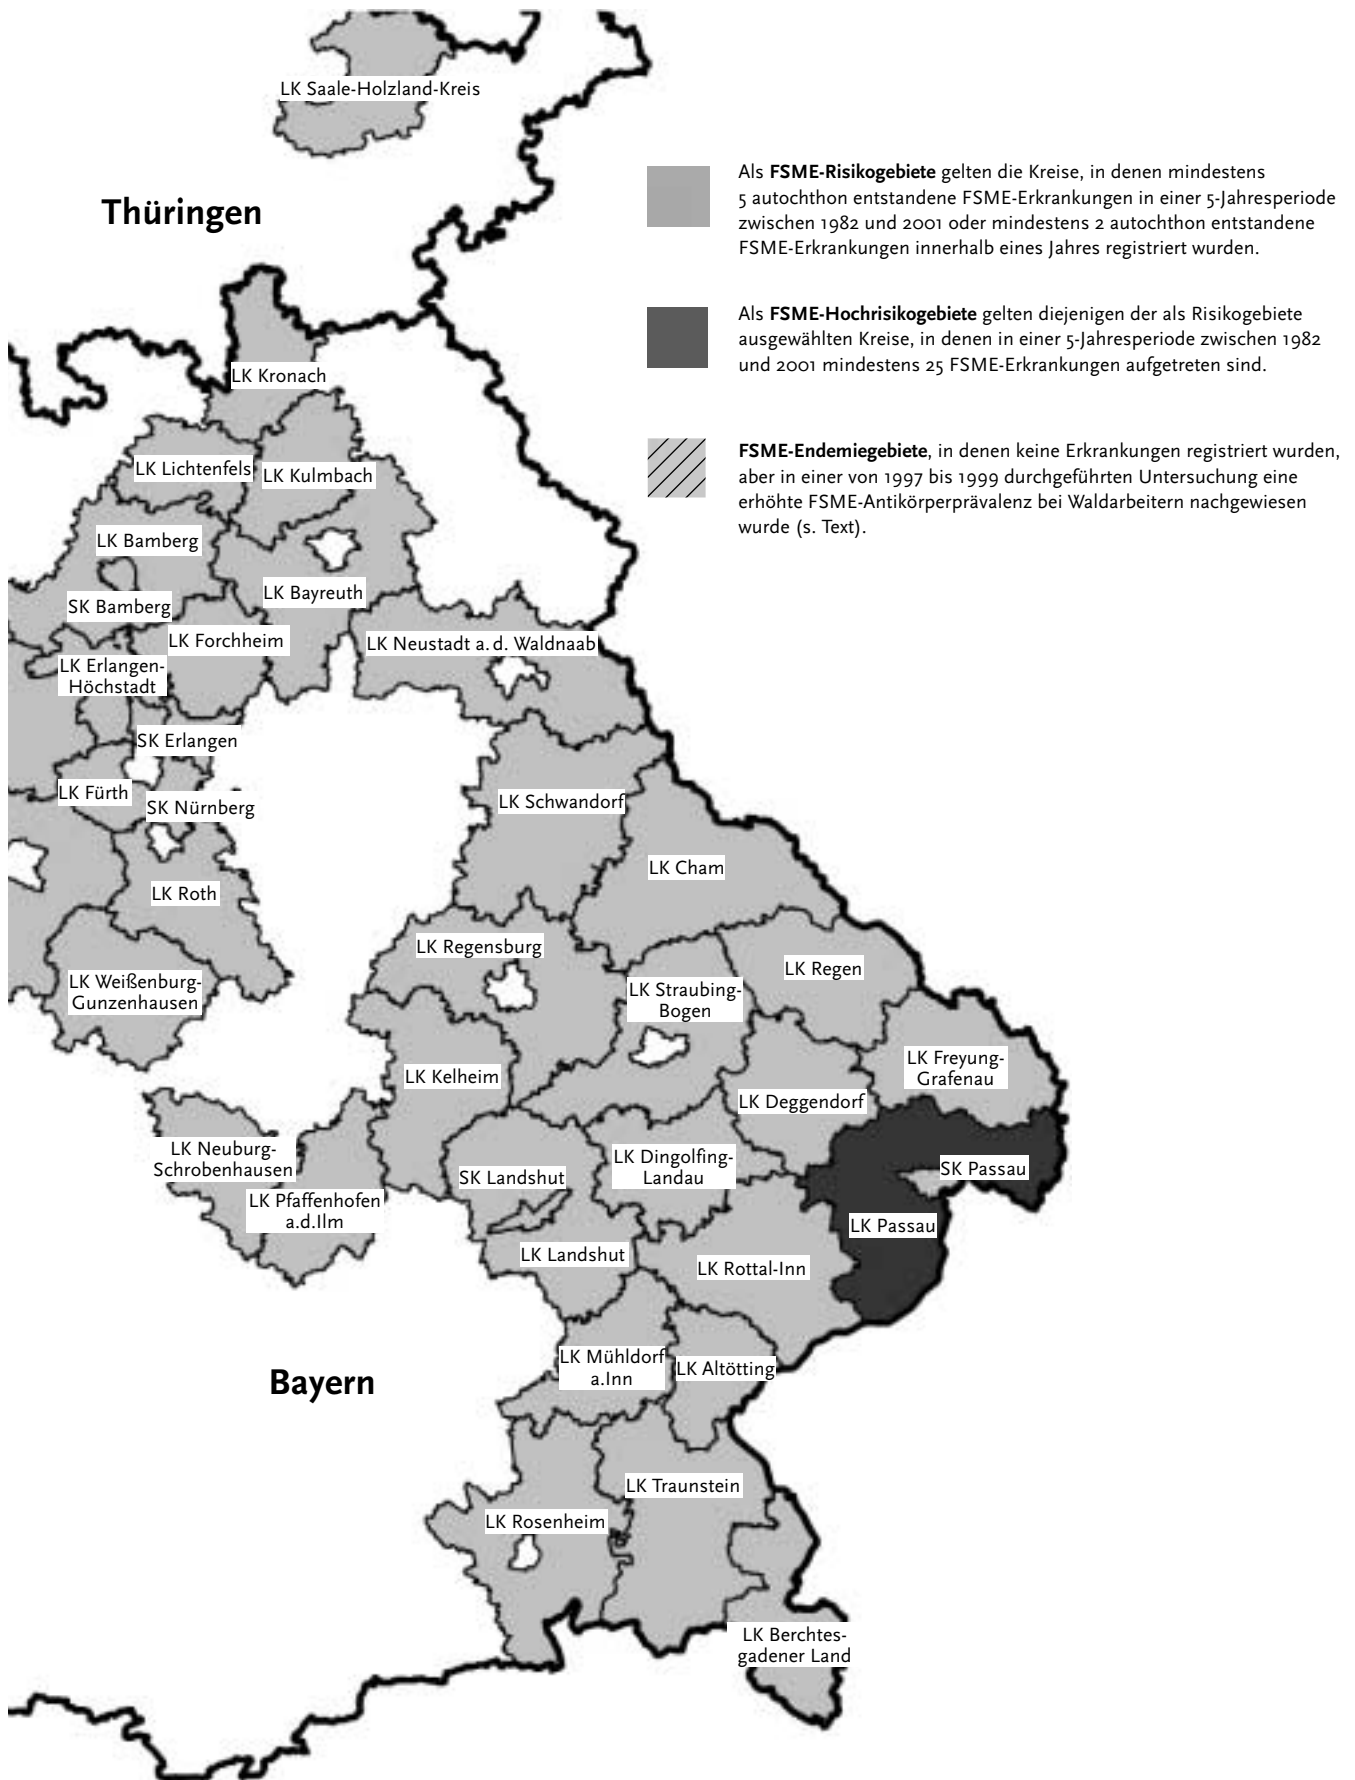 LK Saale-Holzland-Kreis
Thüringen
Als FSME-Risikogebiete gelten die Kreise, in denen mindestens
5 autochthon entstandene FSME-Erkrankungen in einer 5-Jahresperiode
zwischen 1982 und 2001 oder mindestens 2 autochthon entstandene
FSME-Erkrankungen innerhalb eines Jahres registriert wurden.
Als FSME-Hochrisikogebiete gelten diejenigen der als Risikogebiete
ausgewählten Kreise, in denen in einer 5-Jahresperiode zwischen 1982
und 2001 mindestens 25 FSME-Erkrankungen aufgetreten sind.
FSME-Endemiegebiete, in denen keine Erkrankungen registriert wurden,
aber in einer von 1997 bis 1999 durchgeführten Untersuchung eine
erhöhte FSME-Antikörperprävalenz bei Waldarbeitern nachgewiesen
wurde (s. Text).
LK Kronach
LK Lichtenfels
LK Kulmbach
LK Bamberg
LK Bayreuth
SK Bamberg
LK Forchheim
LK Neustadt a. d. Waldnaab
LK Erlangen-
Höchstadt
SK Erlangen
LK Fürth
SK Nürnberg
LK Schwandorf
LK Cham
LK Roth
LK Regensburg
LK Regen
LK Weißenburg-
Gunzenhausen
LK Straubing-
Bogen
LK Freyung-
Grafenau
LK Kelheim
LK Deggendorf
LK Neuburg-
Schrobenhausen
LK Dingolfing-
Landau
SK Passau
SK Landshut
LK Pfaffenhofen
a.d.Ilm
LK Passau
LK Landshut
LK Rottal-Inn
LK Mühldorf
a.Inn
LK Altötting
Bayern
LK Traunstein
LK Rosenheim
LK Berchtes-
gadener Land